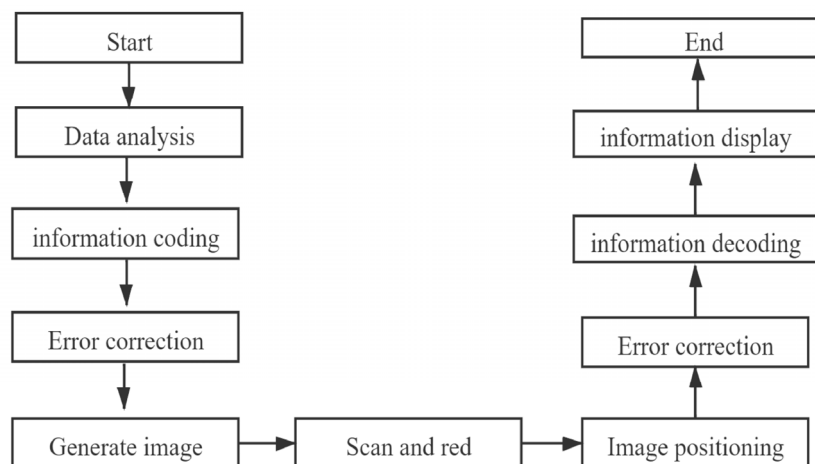 Start
Data analysis
information coding
Error correction
Generate image
Scan and red
Image positioning
Error correction
information decoding
information display
End